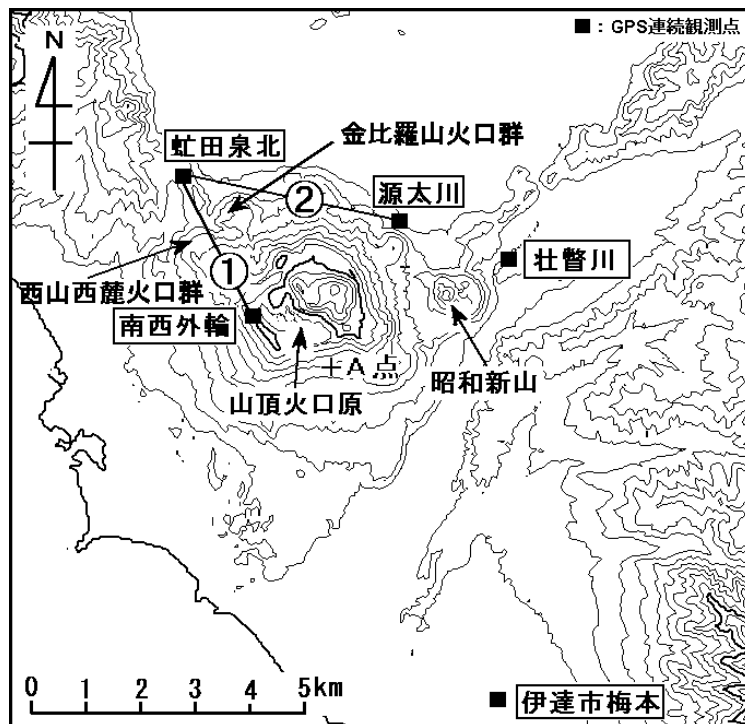 ■：GPS連続観測点
N
金比羅山火口群
虻田泉北
②
源太川
壮瞥川
①
西山西麓火口群
南西外輪
+A点
昭和新山
山頂火口原
0 1 2 3 4 5km
伊達市梅本